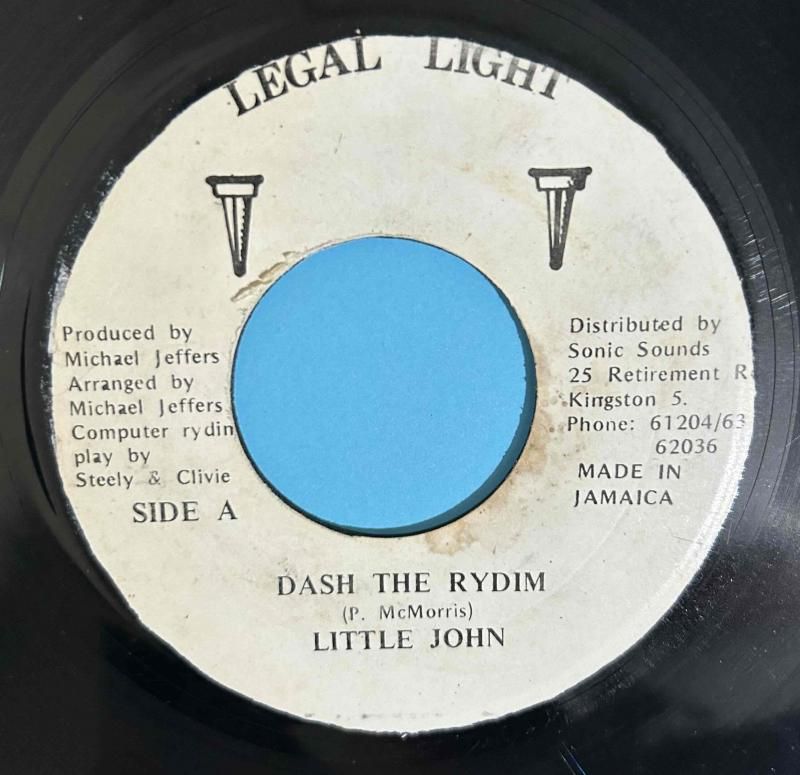 LEGAL LIGHT
Produced by
Michael Jeffers
Arranged by
Michael Jeffers
Computer rydin
play by
Steely & Clivie
SIDE A
Distributed by
Sonic Sounds
25 Retirement R
Kingston 5.
Phone: 61204/63
62036
MADE IN
JAMAICA
DASH THE RYDIM
(P. McMorris)
LITTLE JOHN